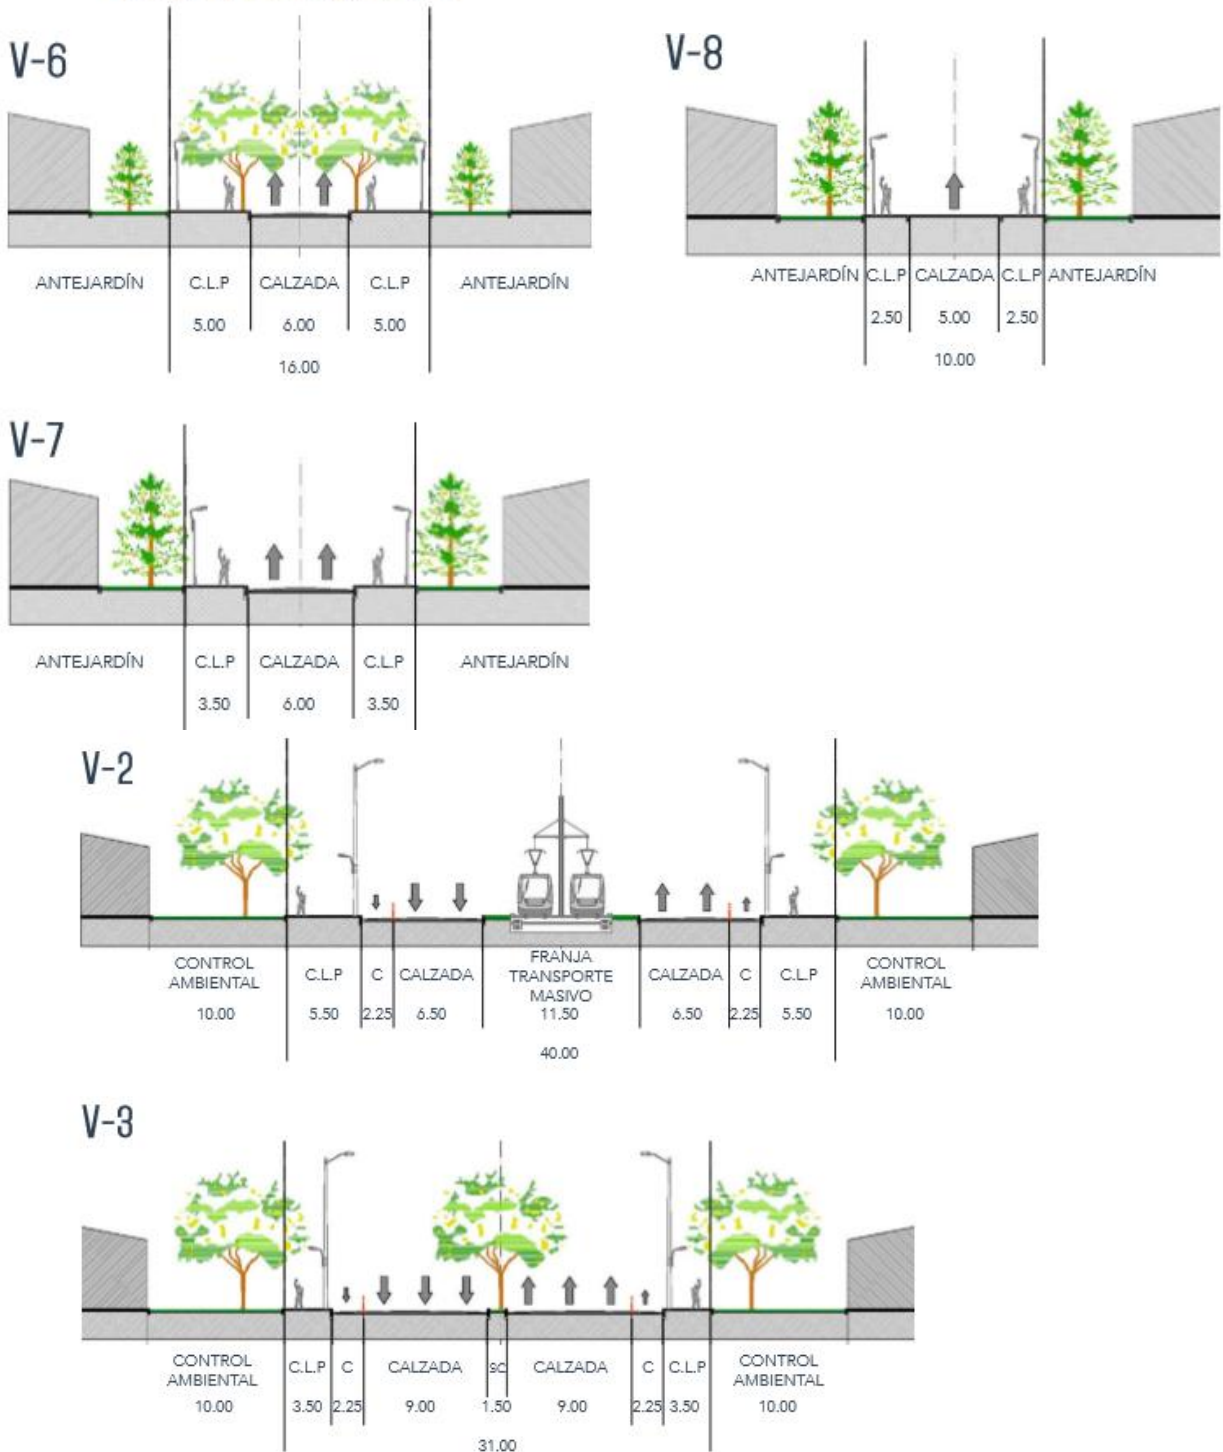 V-6
ANTEJARDÍN C.L.P CALZADA C.L.P ANTEJARDÍN
5.00 6.00 5.00
16.00
V-8
ANTEJARDÍN C.L.P CALZADA C.L.P ANTEJARDÍN
2.50 5.00 2.50
10.00
V-7
ANTEJARDÍN C.L.P CALZADA C.L.P ANTEJARDÍN
3.50 6.00 3.50
V-2
CONTROL AMBIENTAL C.L.P C CALZADA FRANJA TRANSPORTE MASIVO CALZADA C C.L.P CONTROL AMBIENTAL
10.00 5.50 2.25 6.50 11.50 6.50 2.25 5.50 10.00
40.00
V-3
CONTROL AMBIENTAL C.L.P C CALZADA SC CALZADA C C.L.P CONTROL AMBIENTAL
10.00 3.50 2.25 9.00 1.50 9.00 2.25 3.50 10.00
31.00